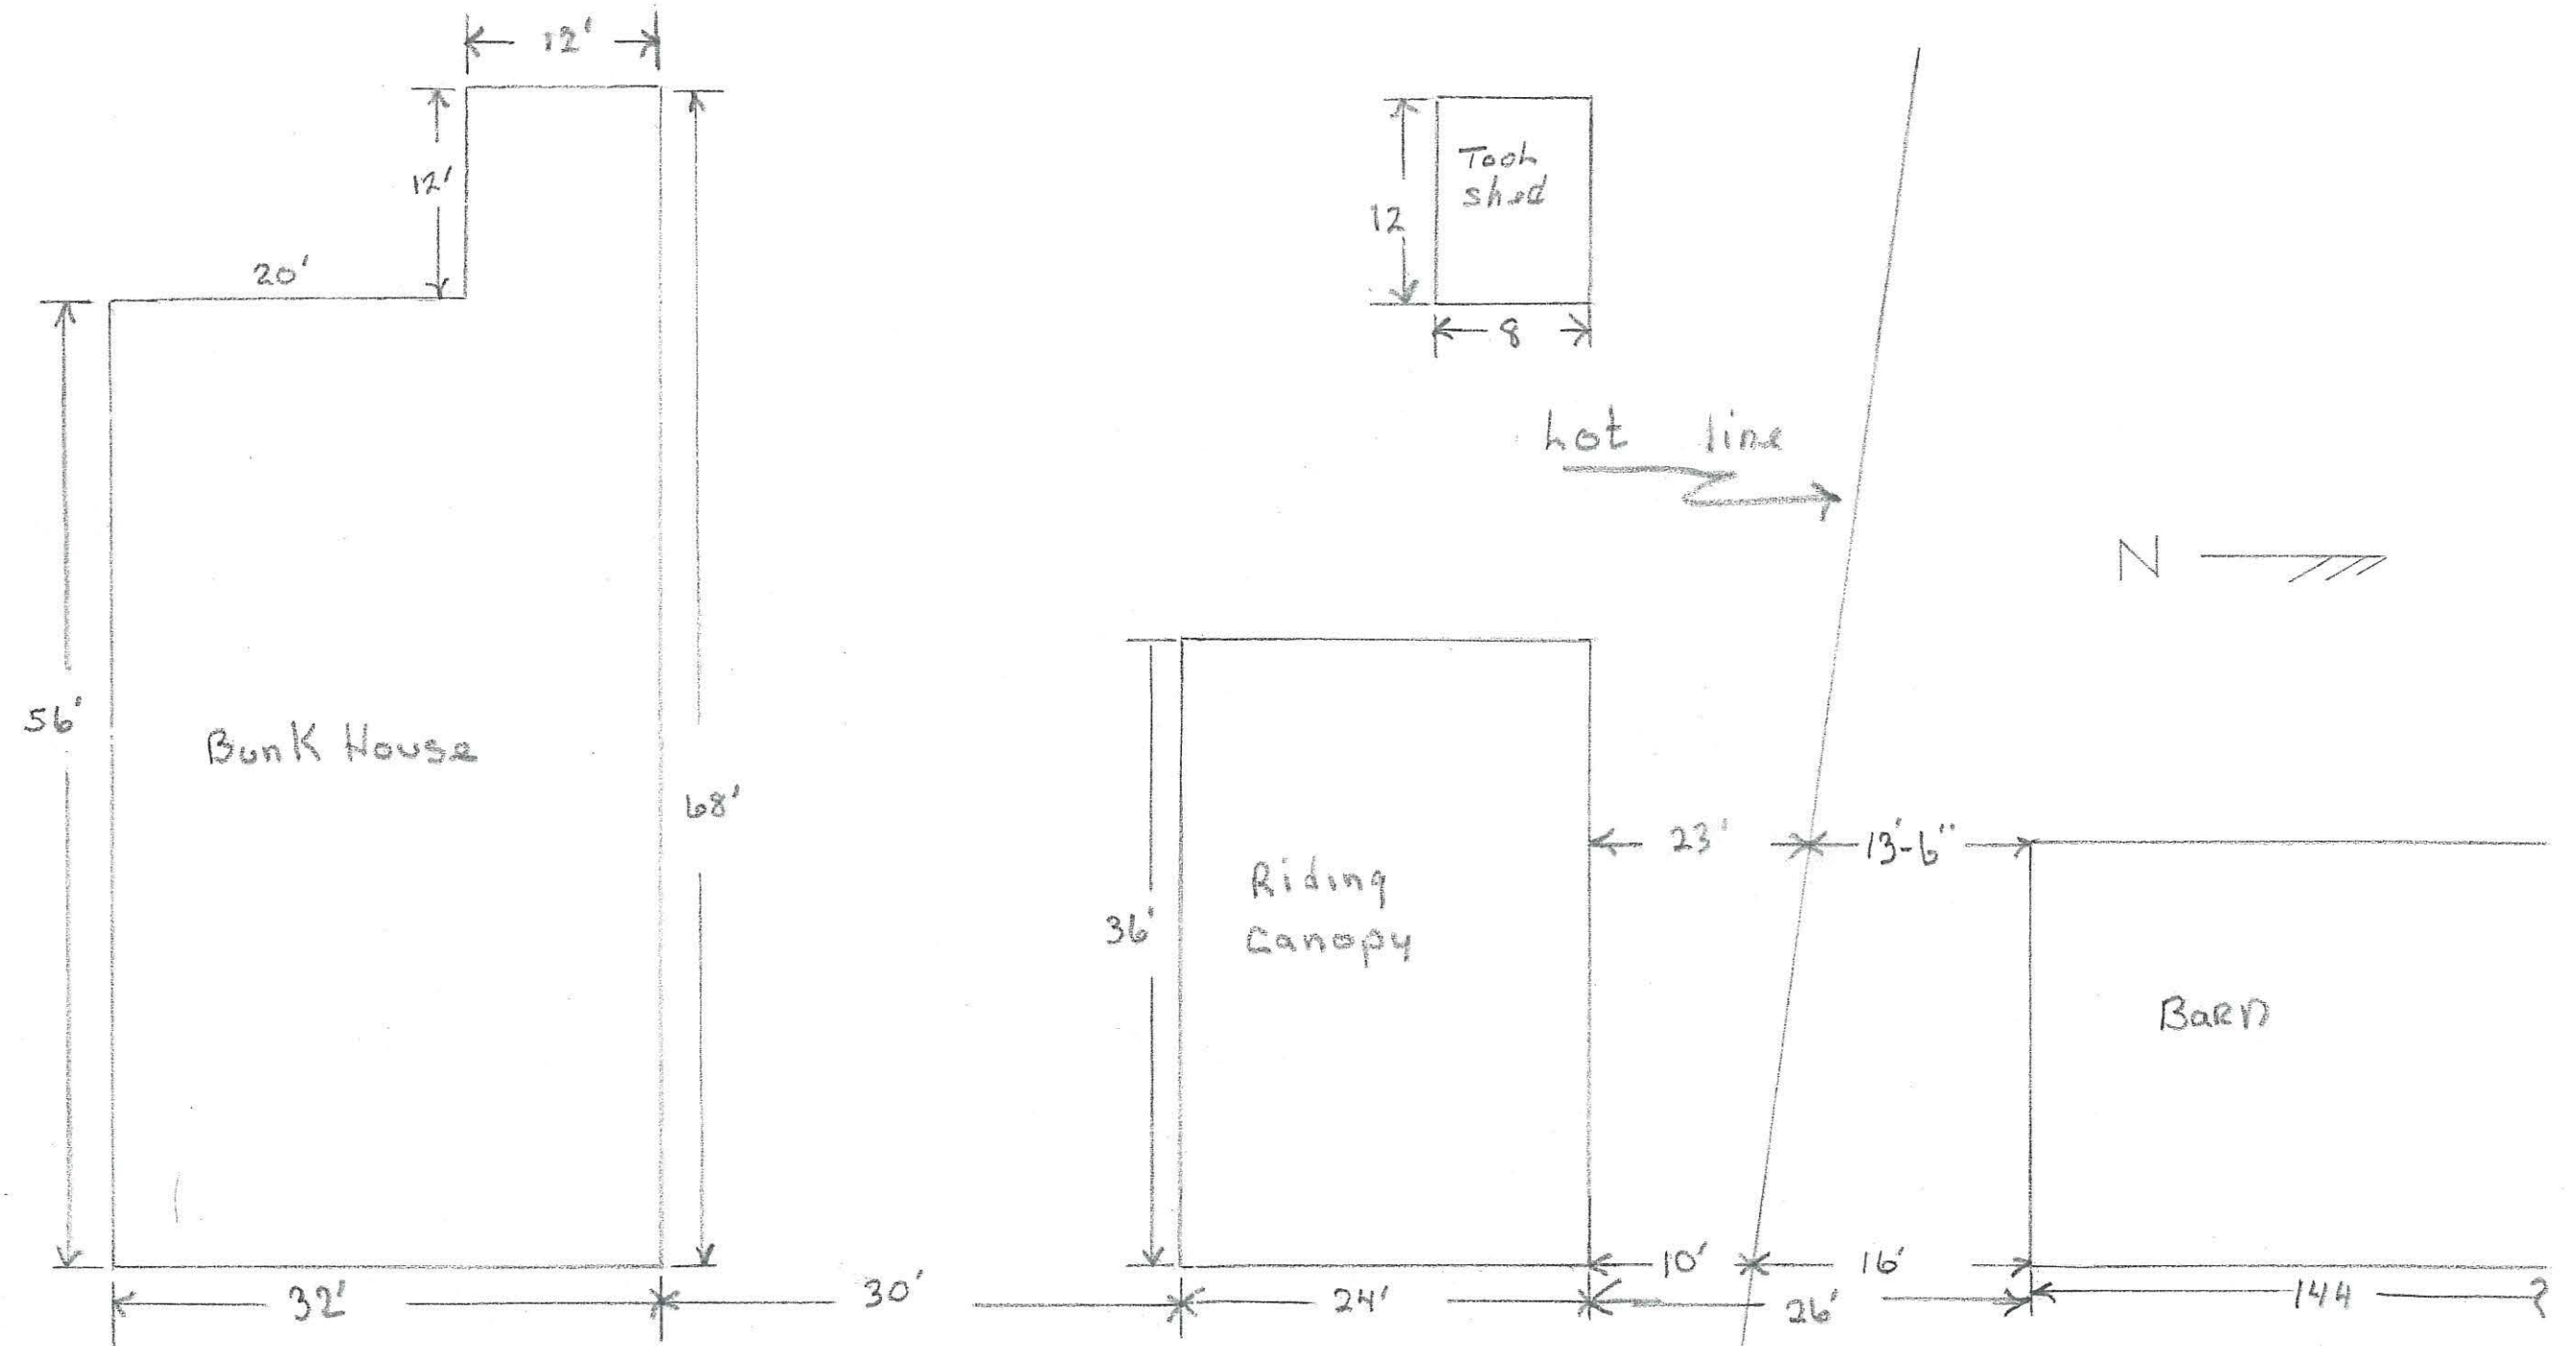 12'
12'
20'
56'
Bunk House
68'
32'
30'
Tool
shed
12
8
Lot line
N
36'
Riding
Canopy
24'
23'
13'-6"
10'
16'
26'
Barn
144
?